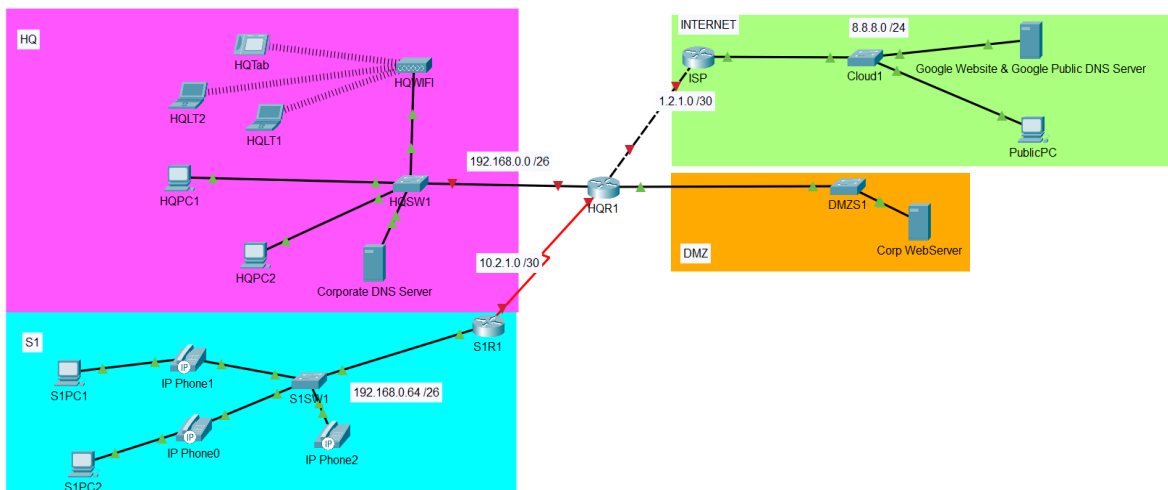 HQ
HQTab
HQWIFI
HQLT2
HQLT1
192.168.0.0 /26
HQPC1
HQSW1
HQPC2
Corporate DNS Server
10.2.1.0 /30
HQR1
INTERNET
8.8.8.0 /24
ISP
Cloud1
Google Website & Google Public DNS Server
1.2.1.0 /30
PublicPC
DMZS1
Corp WebServer
DMZ
S1
S1R1
IP
IP Phone1
S1PC1
S1SW1
192.168.0.64 /26
IP
IP Phone0
IP
IP Phone2
S1PC2